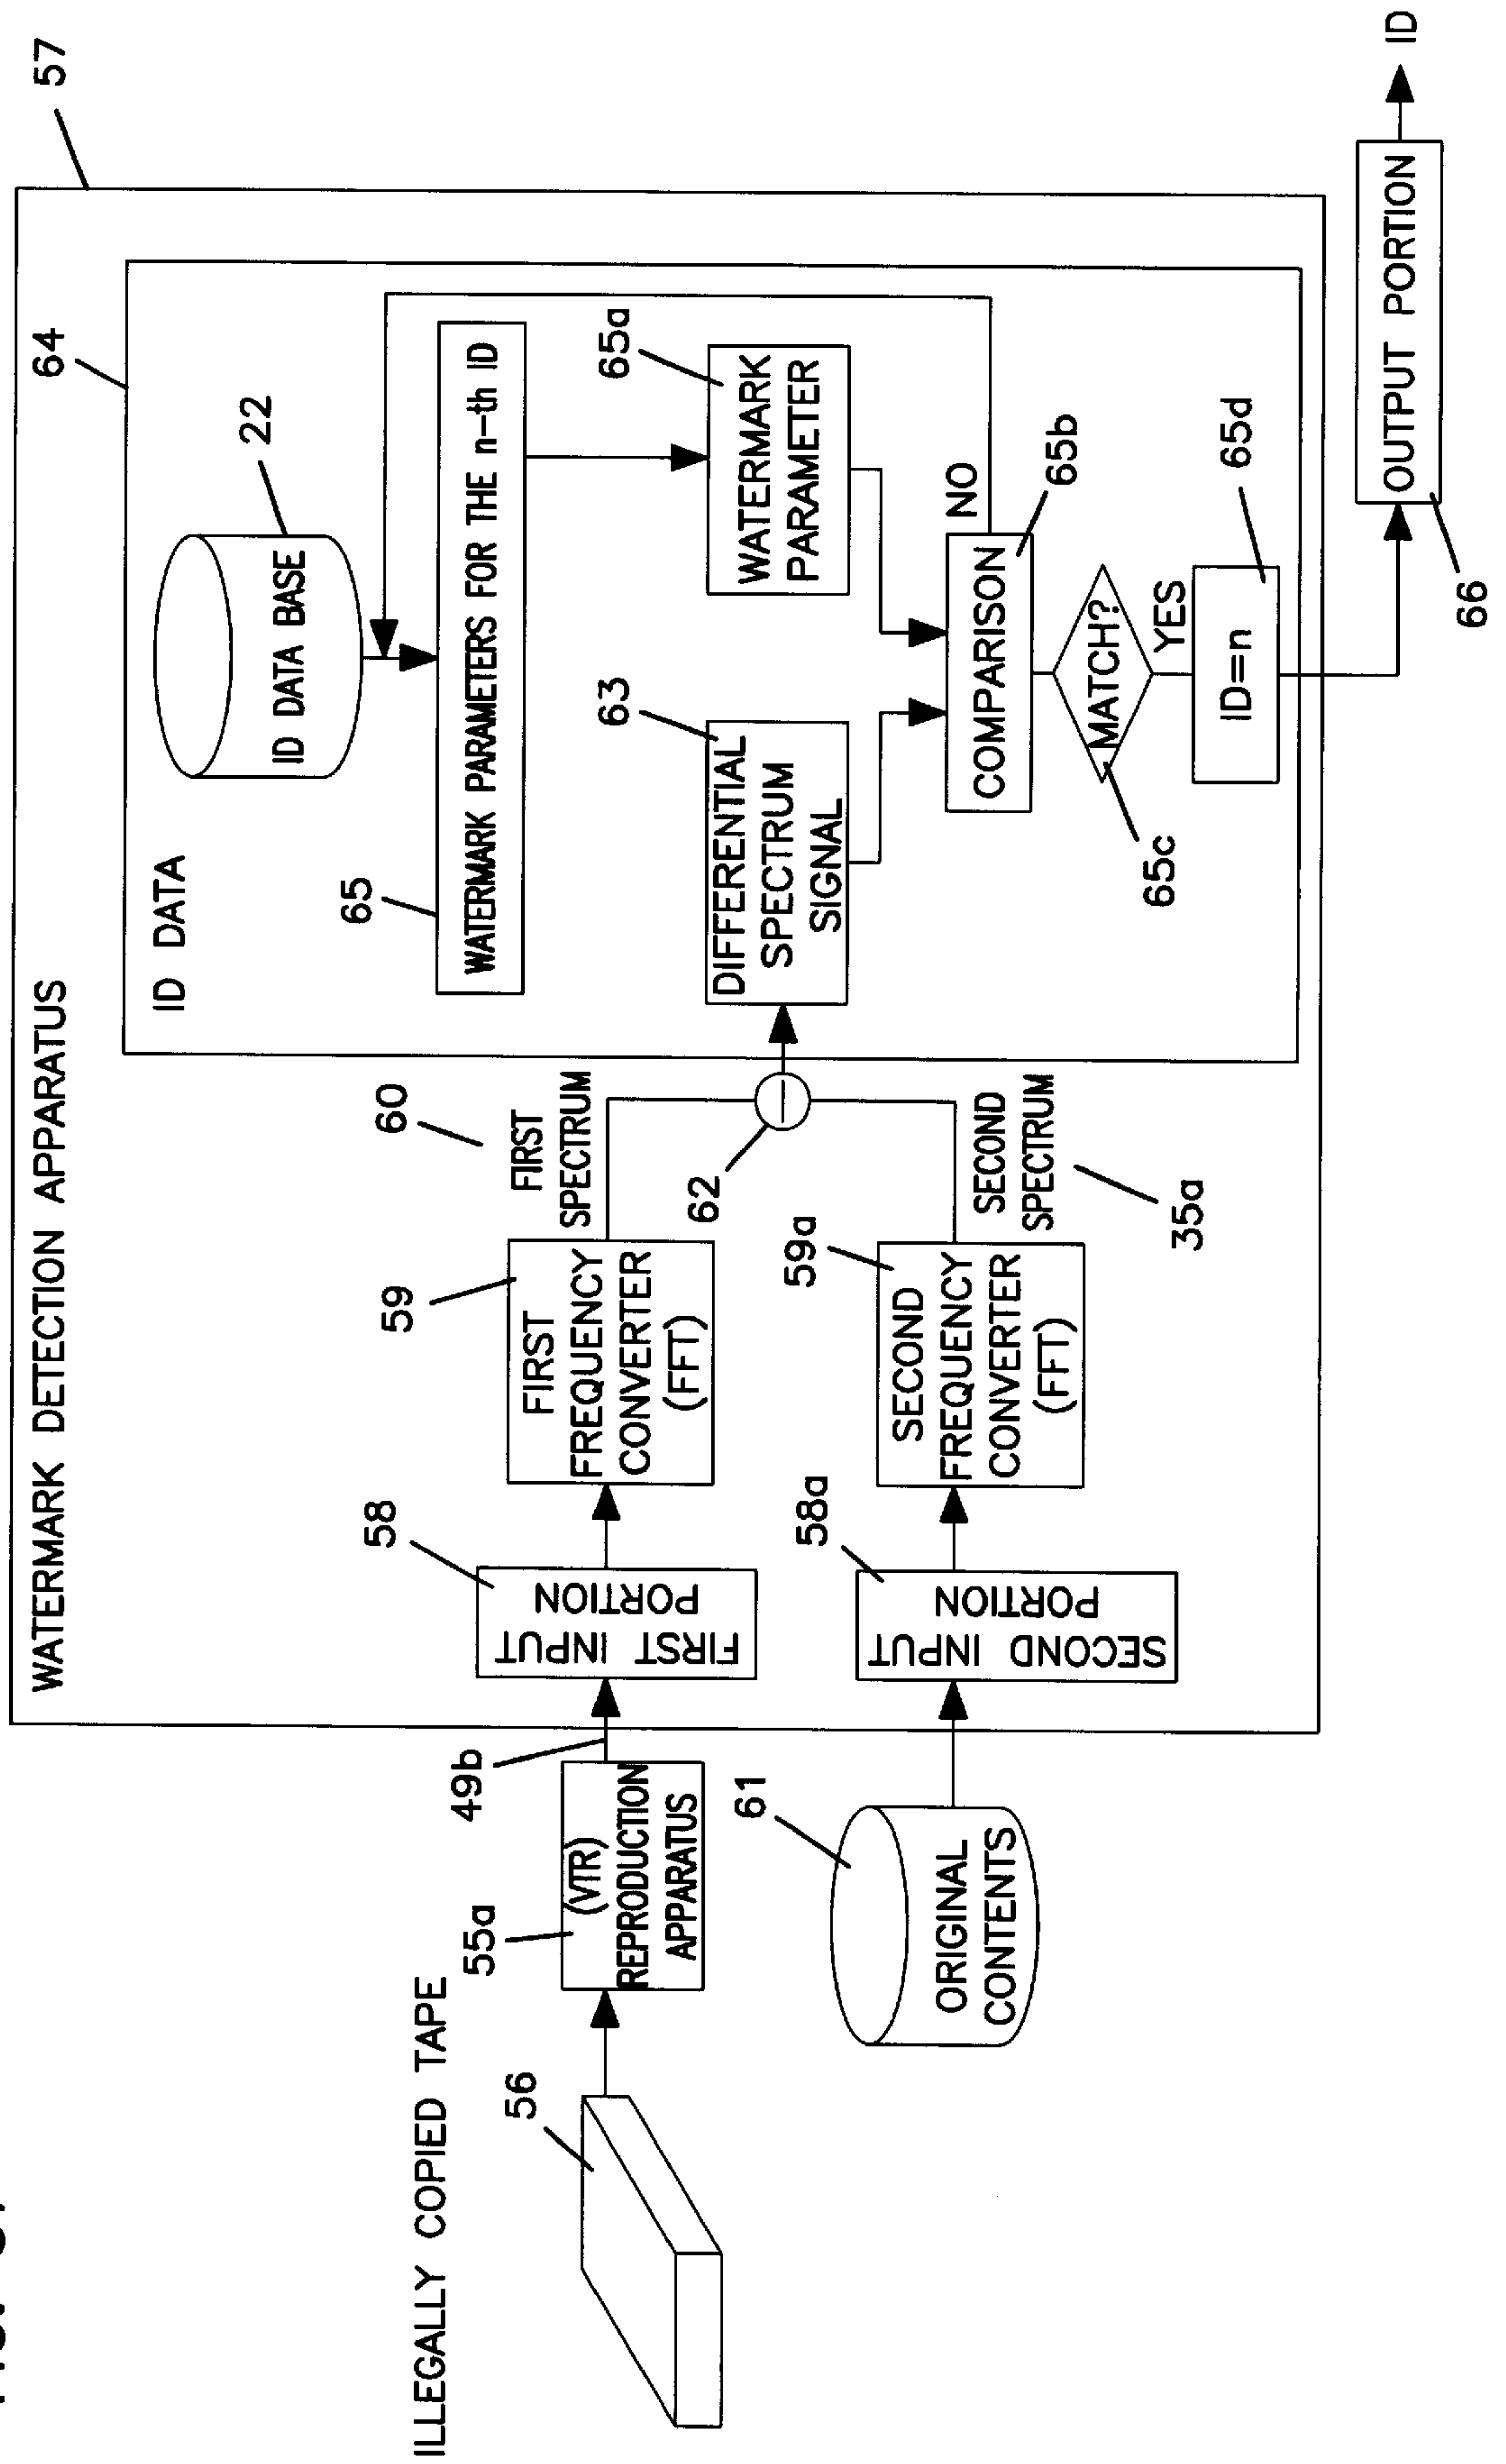 WATERMARK DETECTION APPARATUS
57
64
ID DATA
22
ID DATA BASE
65
WATERMARK PARAMETERS FOR THE n-th ID
65a
WATERMARK
PARAMETER
63
DIFFERENTIAL
SPECTRUM
SIGNAL
COMPARISON
NO
65b
65c
MATCH?
YES
65d
ID=n
66
OUTPUT PORTION
ID
ILLEGALLY COPIED TAPE
56
55a
(VTR)
REPRODUCTION
APPARATUS
49b
58
FIRST INPUT
PORTION
59
FIRST
FREQUENCY
CONVERTER
(FFT)
60
FIRST
SPECTRUM
62
61
ORIGINAL
CONTENTS
58a
SECOND INPUT
PORTION
59a
SECOND
FREQUENCY
CONVERTER
(FFT)
SECOND
SPECTRUM
35a